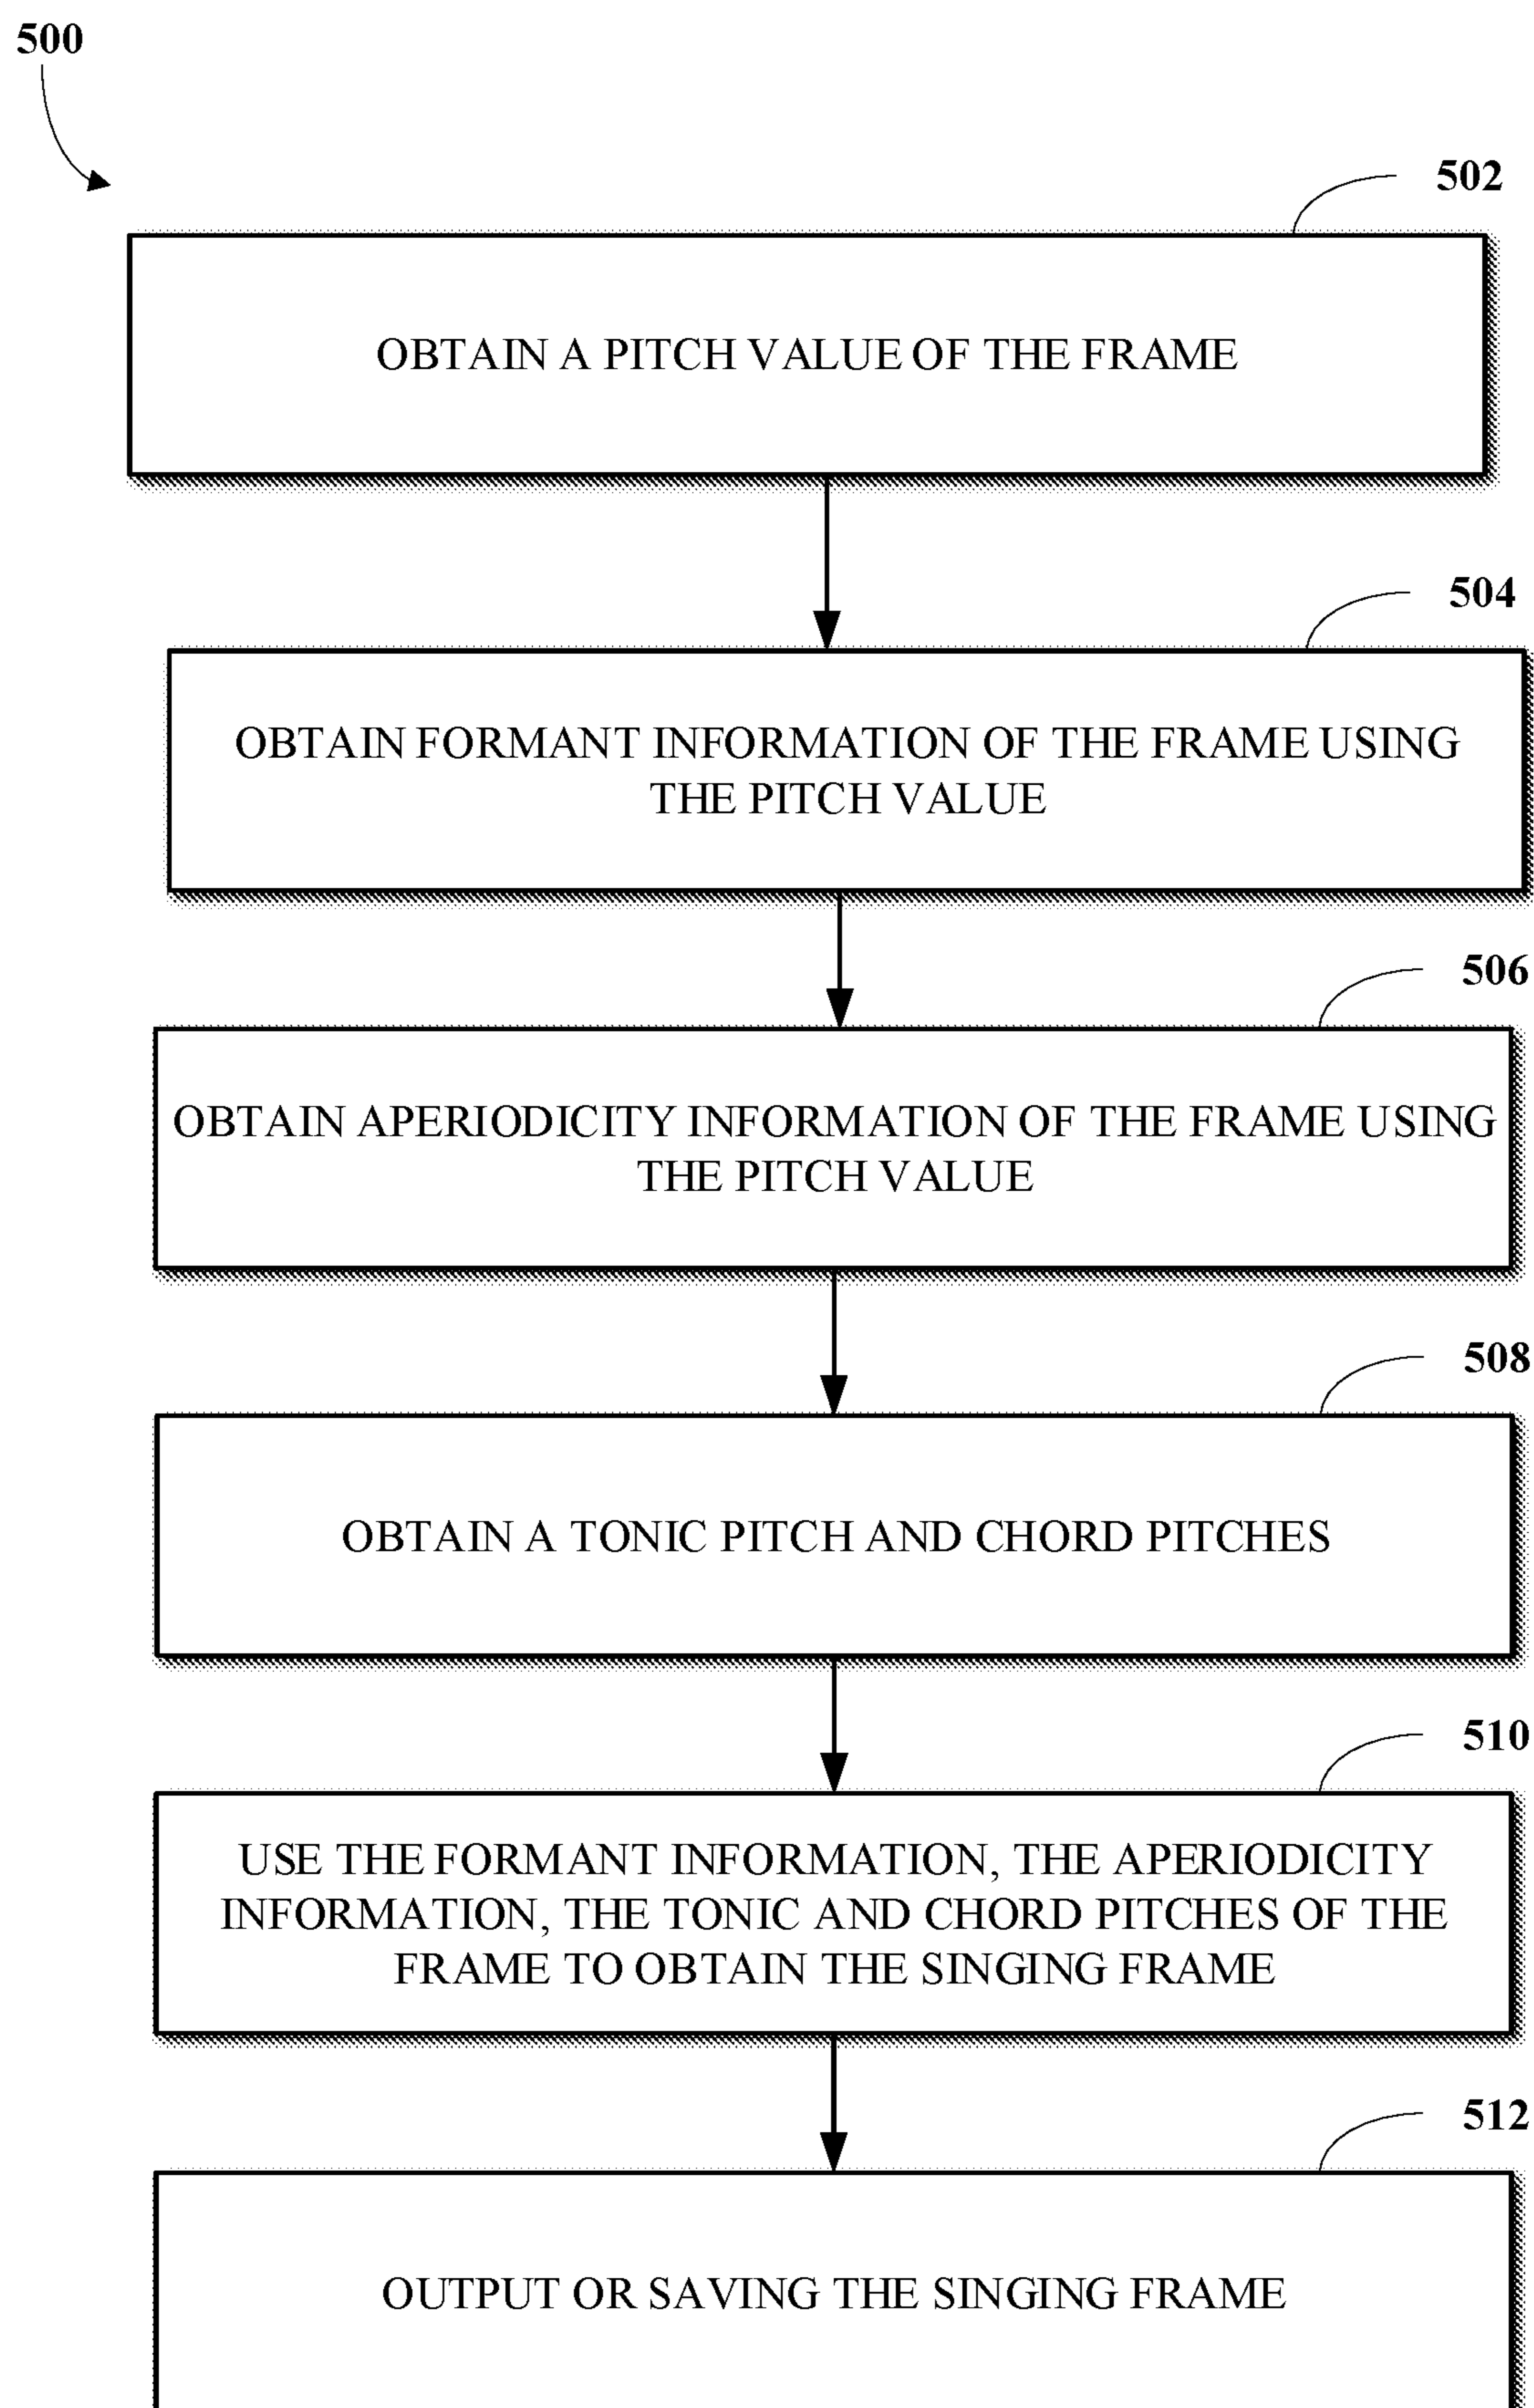 500
502
OBTAIN A PITCH VALUE OF THE FRAME
504
OBTAIN FORMANT INFORMATION OF THE FRAME USING
THE PITCH VALUE
506
OBTAIN APERIODICITY INFORMATION OF THE FRAME USING
THE PITCH VALUE
508
OBTAIN A TONIC PITCH AND CHORD PITCHES
510
USE THE FORMANT INFORMATION, THE APERIODICITY
INFORMATION, THE TONIC AND CHORD PITCHES OF THE
FRAME TO OBTAIN THE SINGING FRAME
512
OUTPUT OR SAVING THE SINGING FRAME